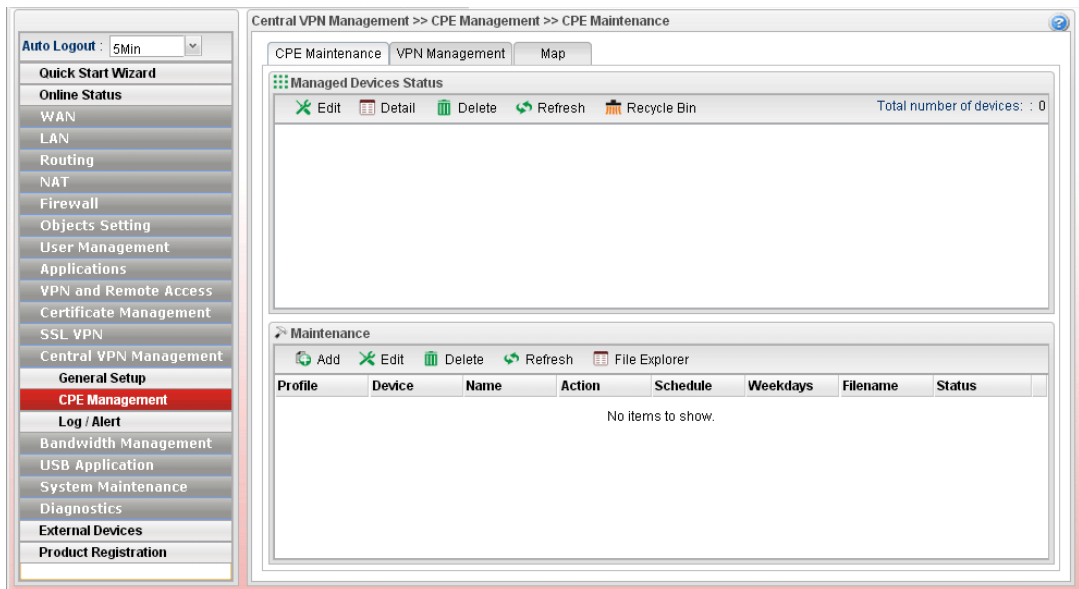 Central VPN Management >> CPE Management >> CPE Maintenance
Auto Logout : 5Min
Quick Start Wizard
Online Status
WAN
LAN
Routing
NAT
Firewall
Objects Setting
User Management
Applications
VPN and Remote Access
Certificate Management
SSL VPN
Central VPN Management
General Setup
CPE Management
Log / Alert
Bandwidth Management
USB Application
System Maintenance
Diagnostics
External Devices
Product Registration
CPE Maintenance VPN Management Map
Managed Devices Status
Edit Detail Delete Refresh Recycle Bin Total number of devices: : 0
Maintenance
Add Edit Delete Refresh File Explorer
Profile Device Name Action Schedule Weekdays Filename Status
No items to show.